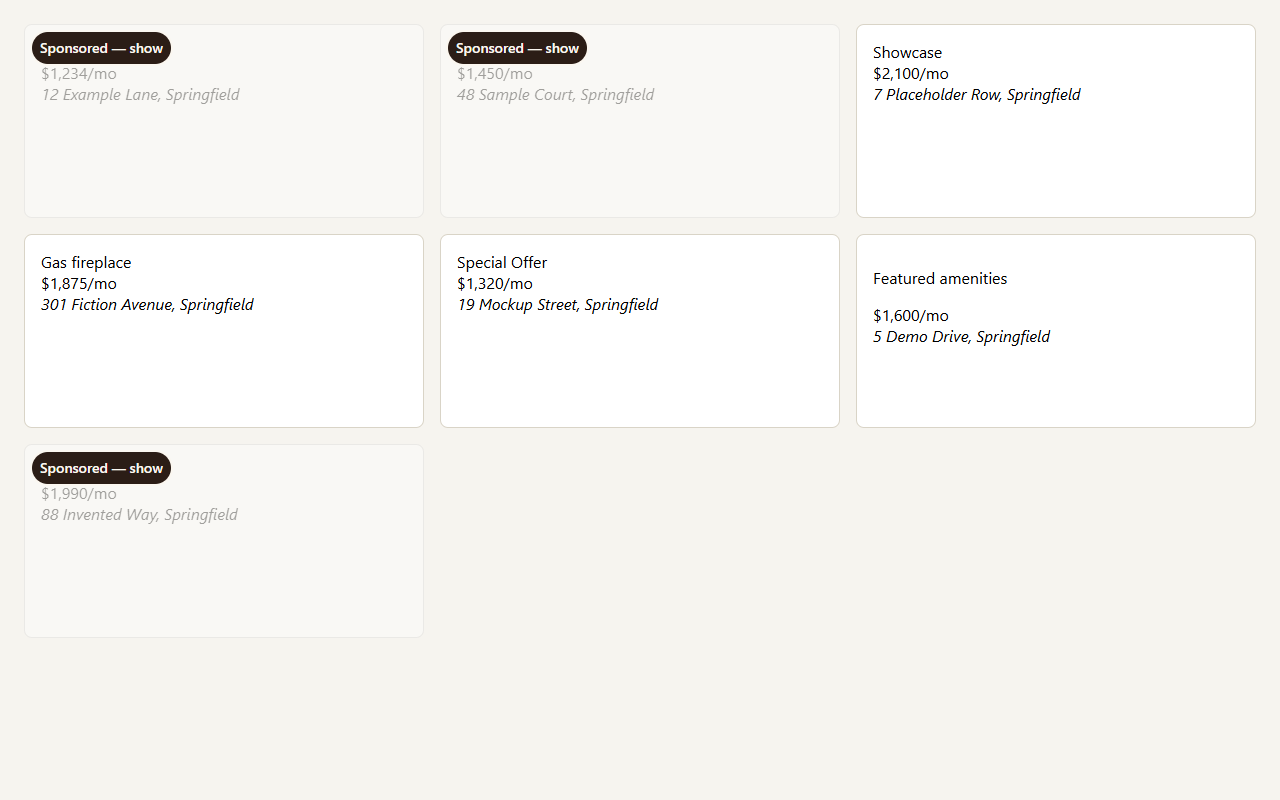 Sponsored — show
$1,234/mo
12 Example Lane, Springfield
Sponsored — show
$1,450/mo
48 Sample Court, Springfield
Showcase
$2,100/mo
7 Placeholder Row, Springfield
Gas fireplace
$1,875/mo
301 Fiction Avenue, Springfield
Special Offer
$1,320/mo
19 Mockup Street, Springfield
Featured amenities
$1,600/mo
5 Demo Drive, Springfield
Sponsored — show
$1,990/mo
88 Invented Way, Springfield